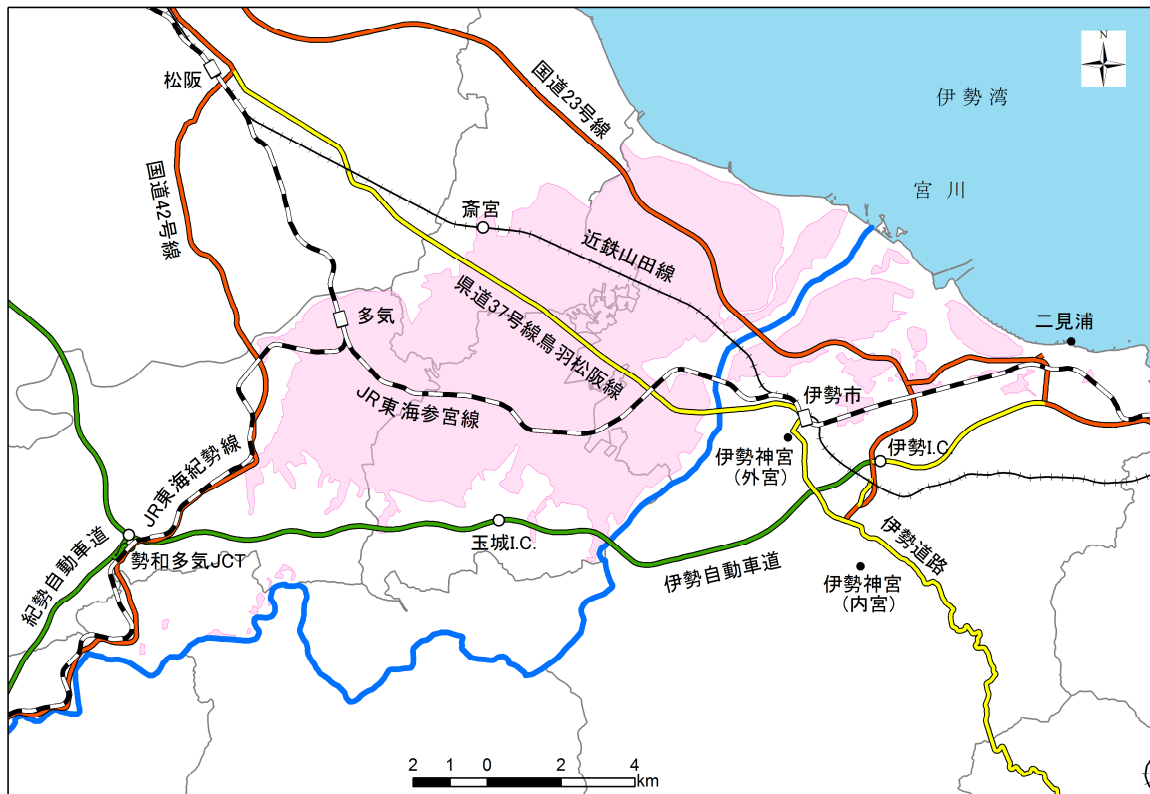 N
伊勢湾
国道23号線
松阪
宮川
国道42号線
斎宮
近鉄山田線
県道37号線鳥羽松阪線
多気
二見浦
JR東海参宮線
伊勢市
伊勢神宮
(外宮)
伊勢I.C
JR東海紀勢線
玉城I.C.
紀勢自動車道
勢和多気JCT
伊勢自動車道
伊勢道路
伊勢神宮
(内宮)
2 1 0 2 4
km